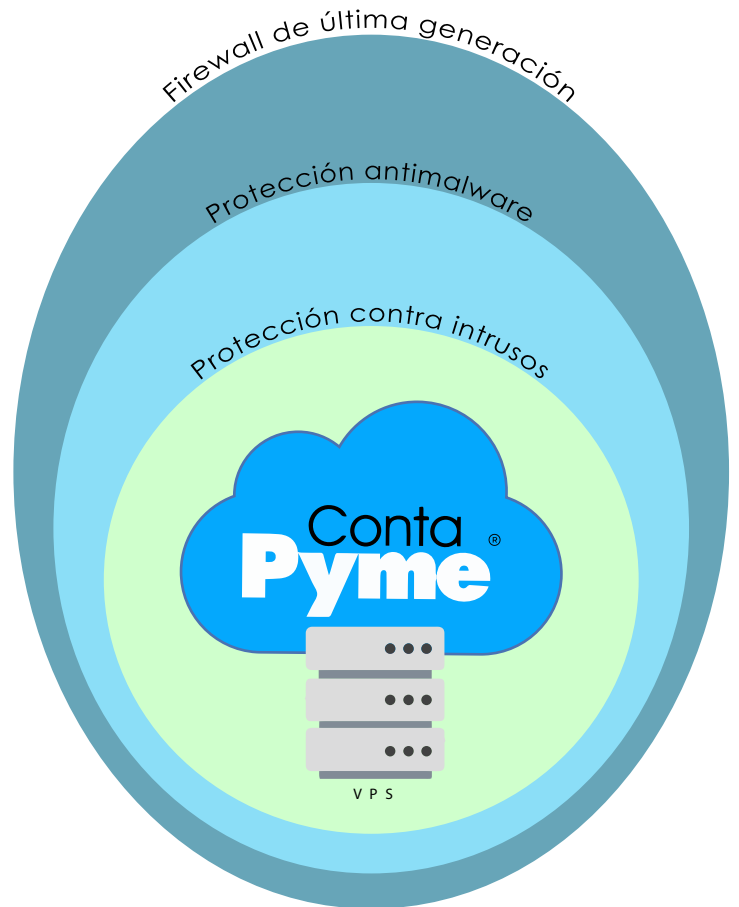 Firewall de última generación
Protección antimalware
Protección contra intrusos
Conta
Pyme ®
VPS